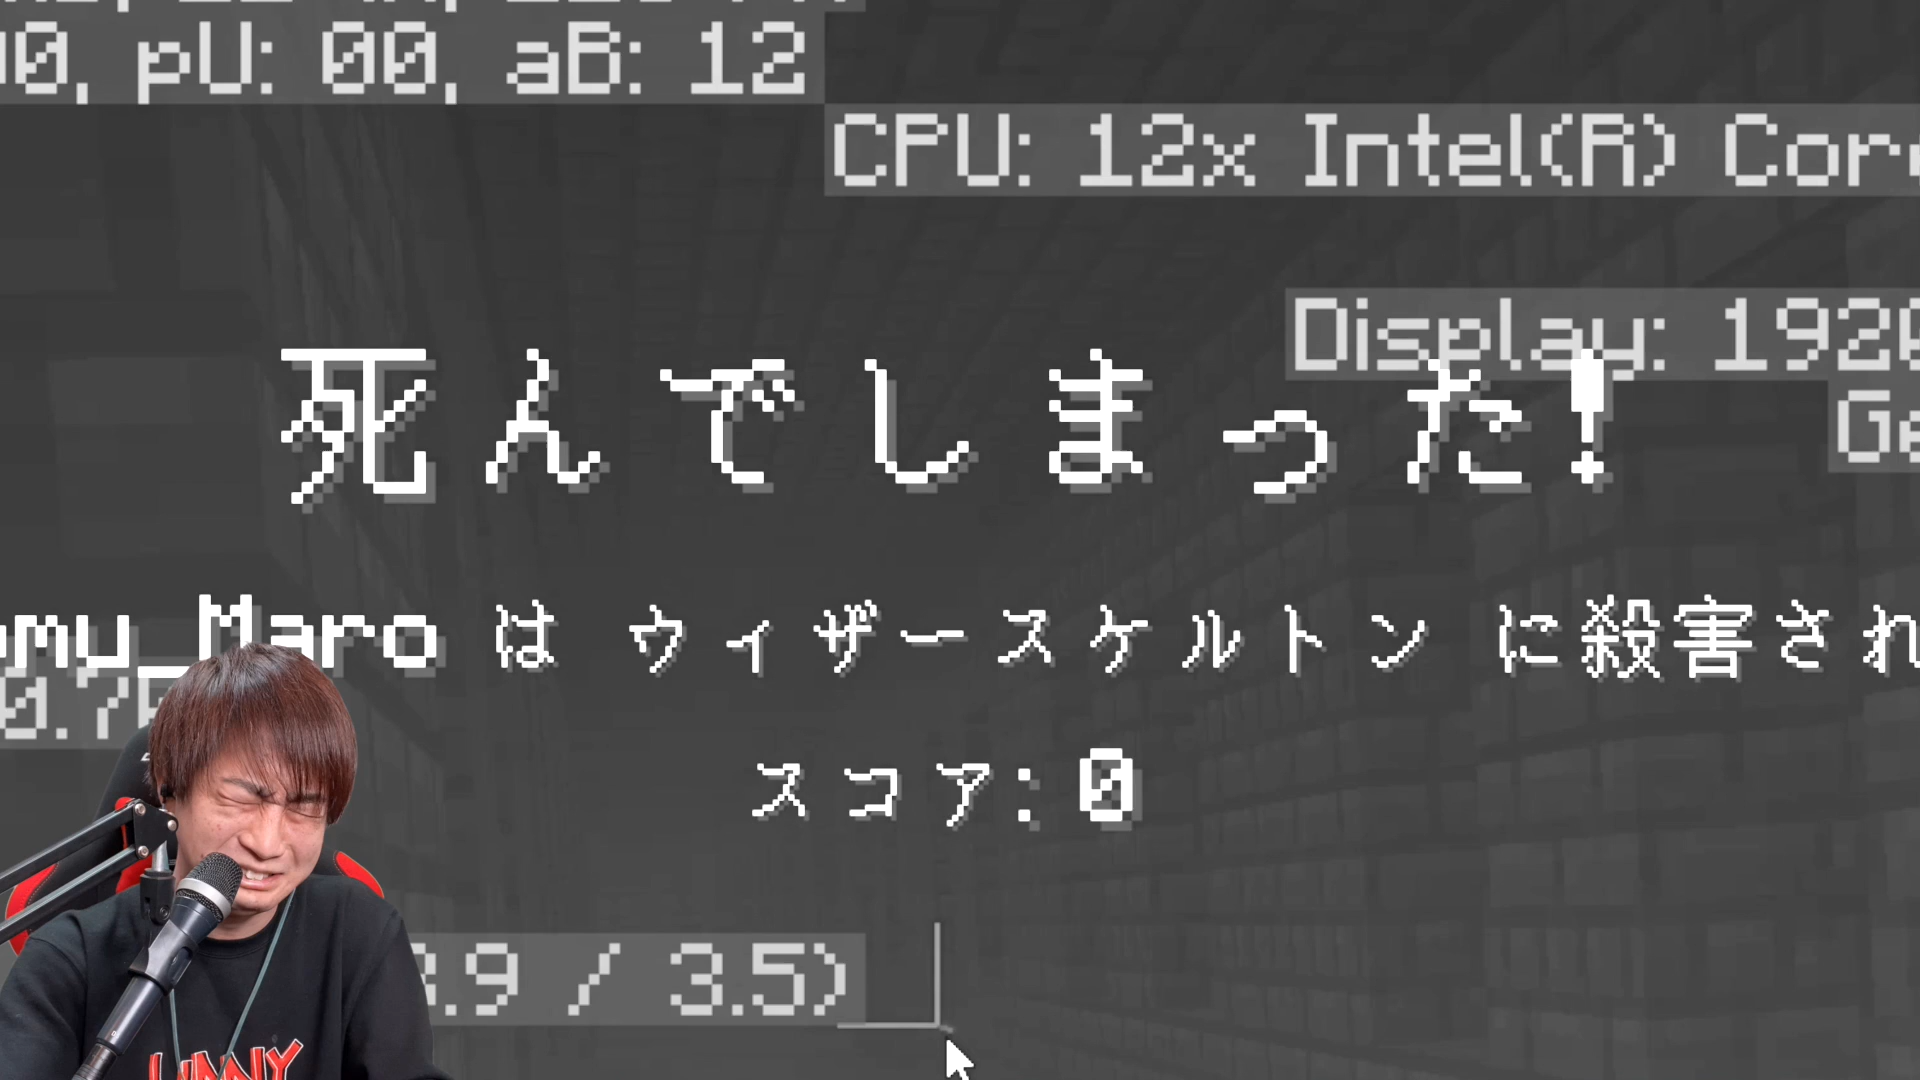 00, pU: 00, aB: 12
CPU: 12x Intel(R) Cor
Display: 192
死んでしまった!
mu_Maro は ウィザースケルトン に殺害され
0.7
スコア: 0
.9 / 3.5)